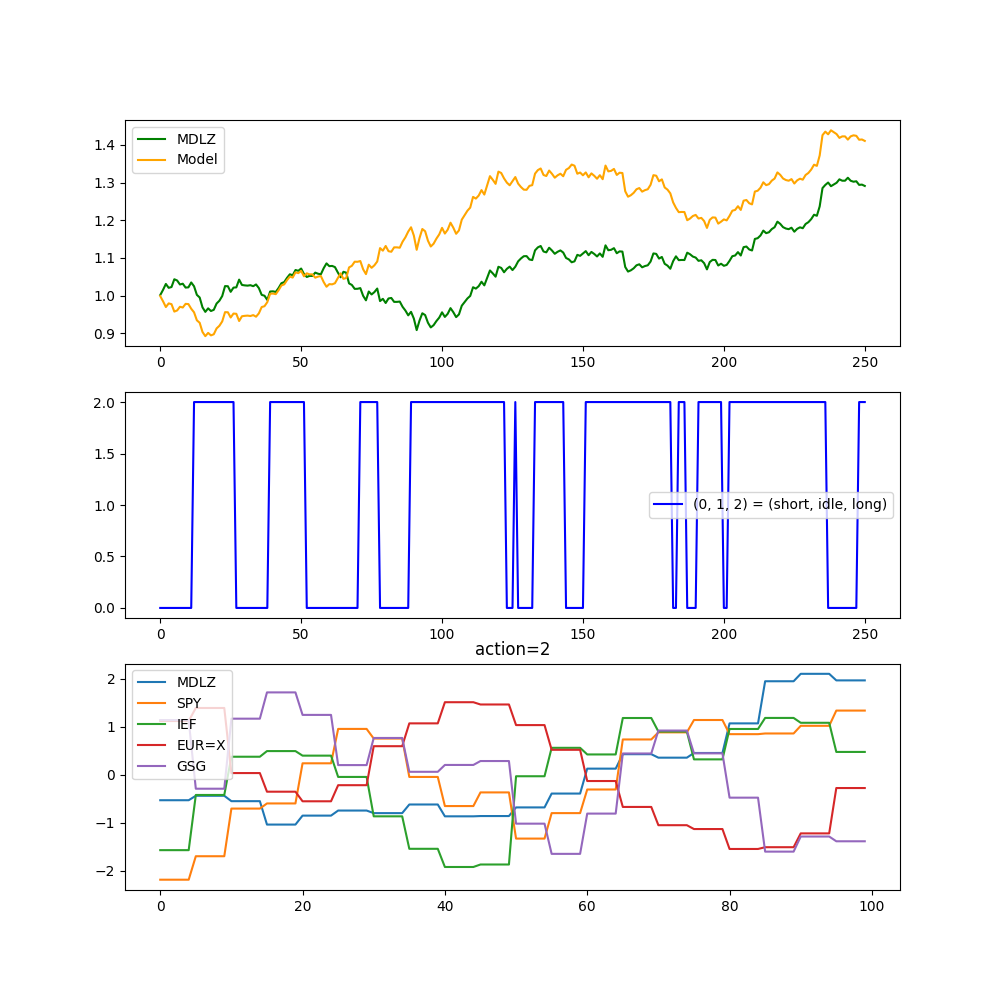 MDLZ
Model
1.4
1.3
1.2
1.1
1.0
0.9
0 50 100 150 200 250
2.0
1.5
1.0
0.5
0.0
(0, 1, 2) = (short, idle, long)
0 50 100 150 200 250
action=2
MDLZ
SPY
IEF
EUR=X
GSG
2
1
0
−1
−2
0 20 40 60 80 100